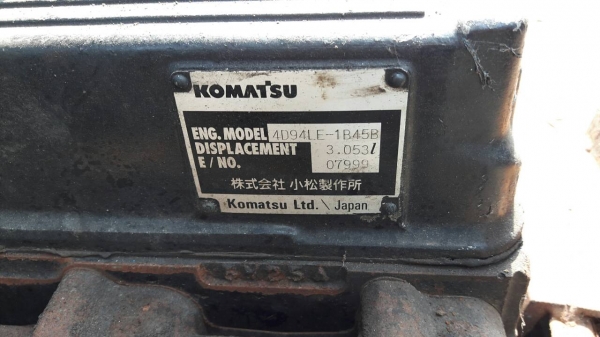 KOMATSU
ENG. MODEL 4D94LE-1B45B
DISPLACEMENT 3.053 l
E / NO. 07999
株式会社 小松製作所
Komatsu Ltd. \ Japan